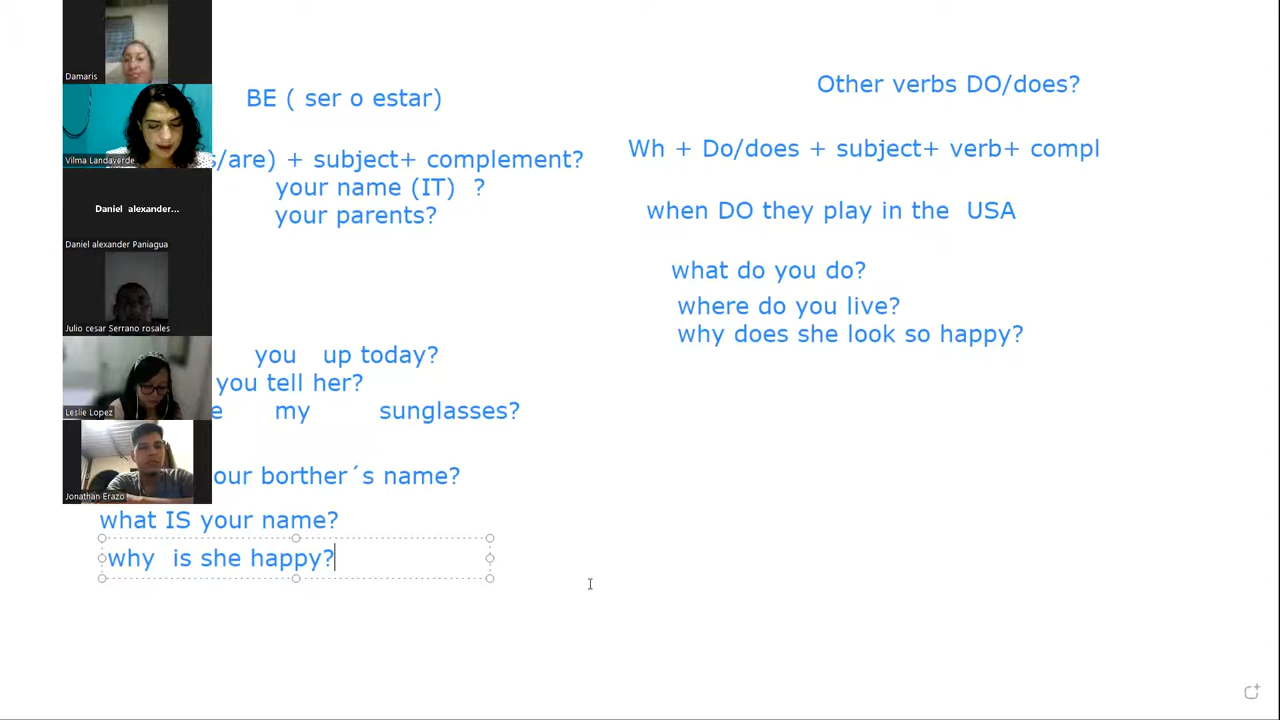 Damaris
Vilma Landaverde
Daniel alexander...
Daniel alexander Paniagua
Julio cesar Serrano rosales
Leslie Lopez
Jonathan Erazo
BE ( ser o estar)
s/are) + subject+ complement?
your name (IT) ?
your parents?
you up today?
you tell her?
e my sunglasses?
our borther´s name?
what IS your name?
why is she happy?
Other verbs DO/does?
Wh + Do/does + subject+ verb+ compl
when DO they play in the USA
what do you do?
where do you live?
why does she look so happy?